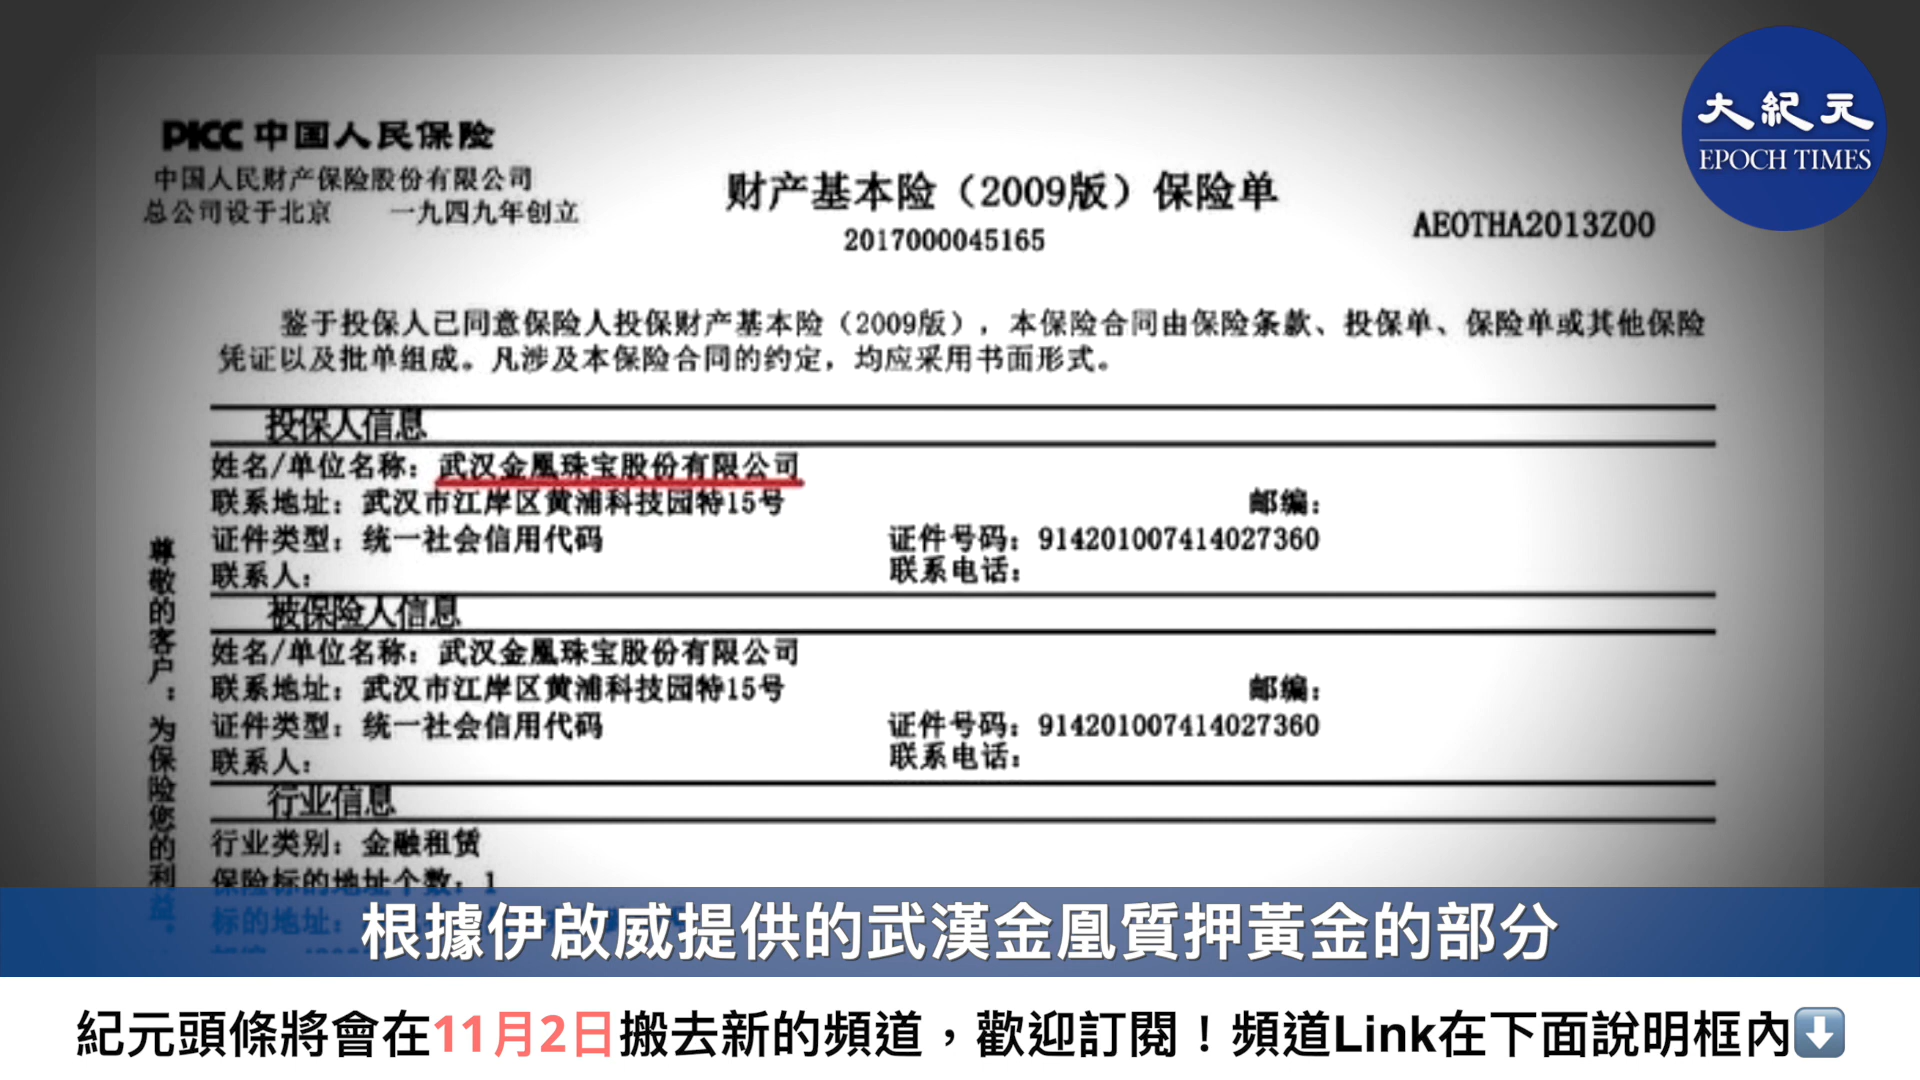 大紀元
EPOCH TIMES
PICC 中国人民保险
中国人民财产保险股份有限公司
总公司设于北京 一九四九年创立
财产基本险（2009版）保险单
2017000045165
AEOTHA2013Z00
鉴于投保人已同意保险人投保财产基本险（2009版），本保险合同由保险条款、投保单、保险单或其他保险
凭证以及批单组成。凡涉及本保险合同的约定，均应采用书面形式。
投保人信息
姓名/单位名称：武汉金凰珠宝股份有限公司
联系地址：武汉市江岸区黄浦科技园特15号 邮编：
证件类型：统一社会信用代码 证件号码：914201007414027360
联系人： 联系电话：
被保险人信息
姓名/单位名称：武汉金凰珠宝股份有限公司
联系地址：武汉市江岸区黄浦科技园特15号 邮编：
证件类型：统一社会信用代码 证件号码：914201007414027360
联系人： 联系电话：
行业信息
行业类别：金融租赁
保险标的地址个数：1
标的地址：
尊敬的客户：为保险您的利益，
根據伊啟威提供的武漢金凰質押黃金的部分
紀元頭條將會在11月2日搬去新的頻道，歡迎訂閱！頻道Link在下面說明框內